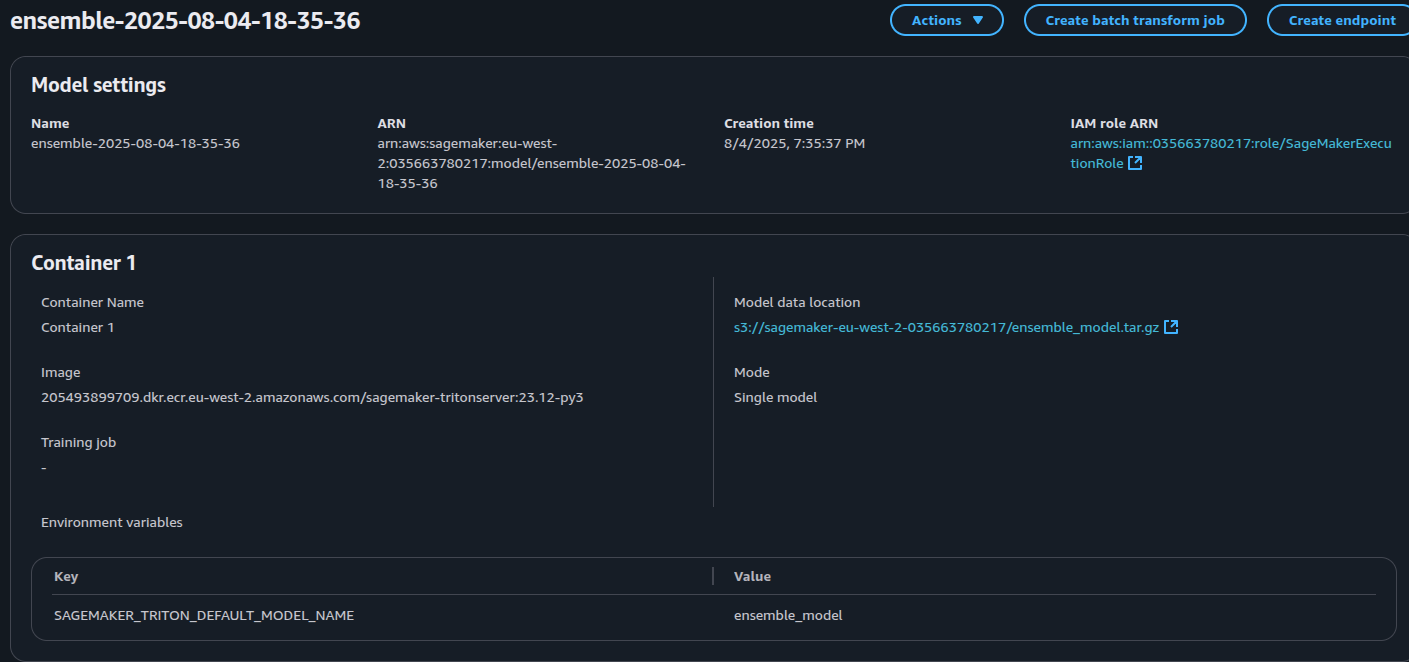 ensemble-2025-08-04-18-35-36
Actions
Create batch transform job
Create endpoint
Model settings
Name
ensemble-2025-08-04-18-35-36
ARN
arn:aws:sagemaker:eu-west-
2:035663780217:model/ensemble-2025-08-04-
18-35-36
Creation time
8/4/2025, 7:35:37 PM
IAM role ARN
arn:aws:iam::035663780217:role/SageMakerExecu
tionRole
Container 1
Container Name
Container 1
Image
205493899709.dkr.ecr.eu-west-2.amazonaws.com/sagemaker-tritonserver:23.12-py3
Training job
-
Model data location
s3://sagemaker-eu-west-2-035663780217/ensemble_model.tar.gz
Mode
Single model
Environment variables
Key
Value
SAGEMAKER_TRITON_DEFAULT_MODEL_NAME
ensemble_model